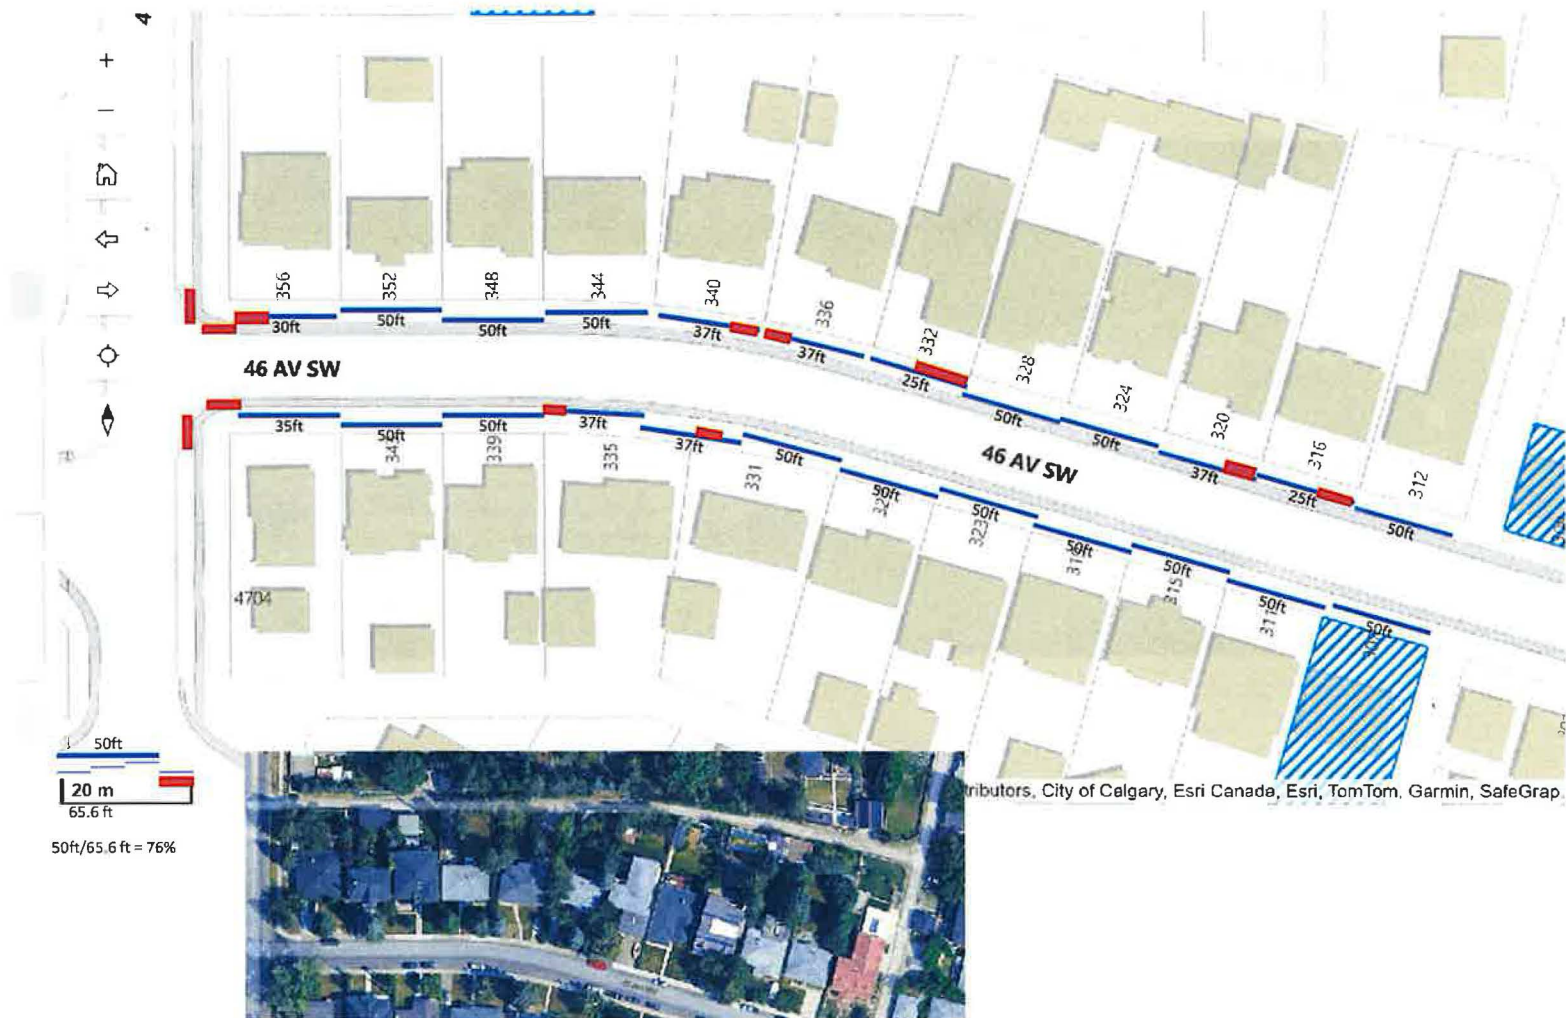 4
356
352
348
344
340
336
332
328
324
320
316
312
30ft
50ft
50ft
50ft
37ft
37ft
25ft
50ft
50ft
37ft
25ft
50ft
46 AV SW
46 AV SW
35ft
50ft
50ft
37ft
37ft
50ft
50ft
50ft
50ft
50ft
50ft
50ft
339
335
331
323
315
311
4704
50ft
20 m
65.6 ft
50ft/65.6 ft = 76%
tributors, City of Calgary, Esri Canada, Esri, TomTom, Garmin, SafeGrap